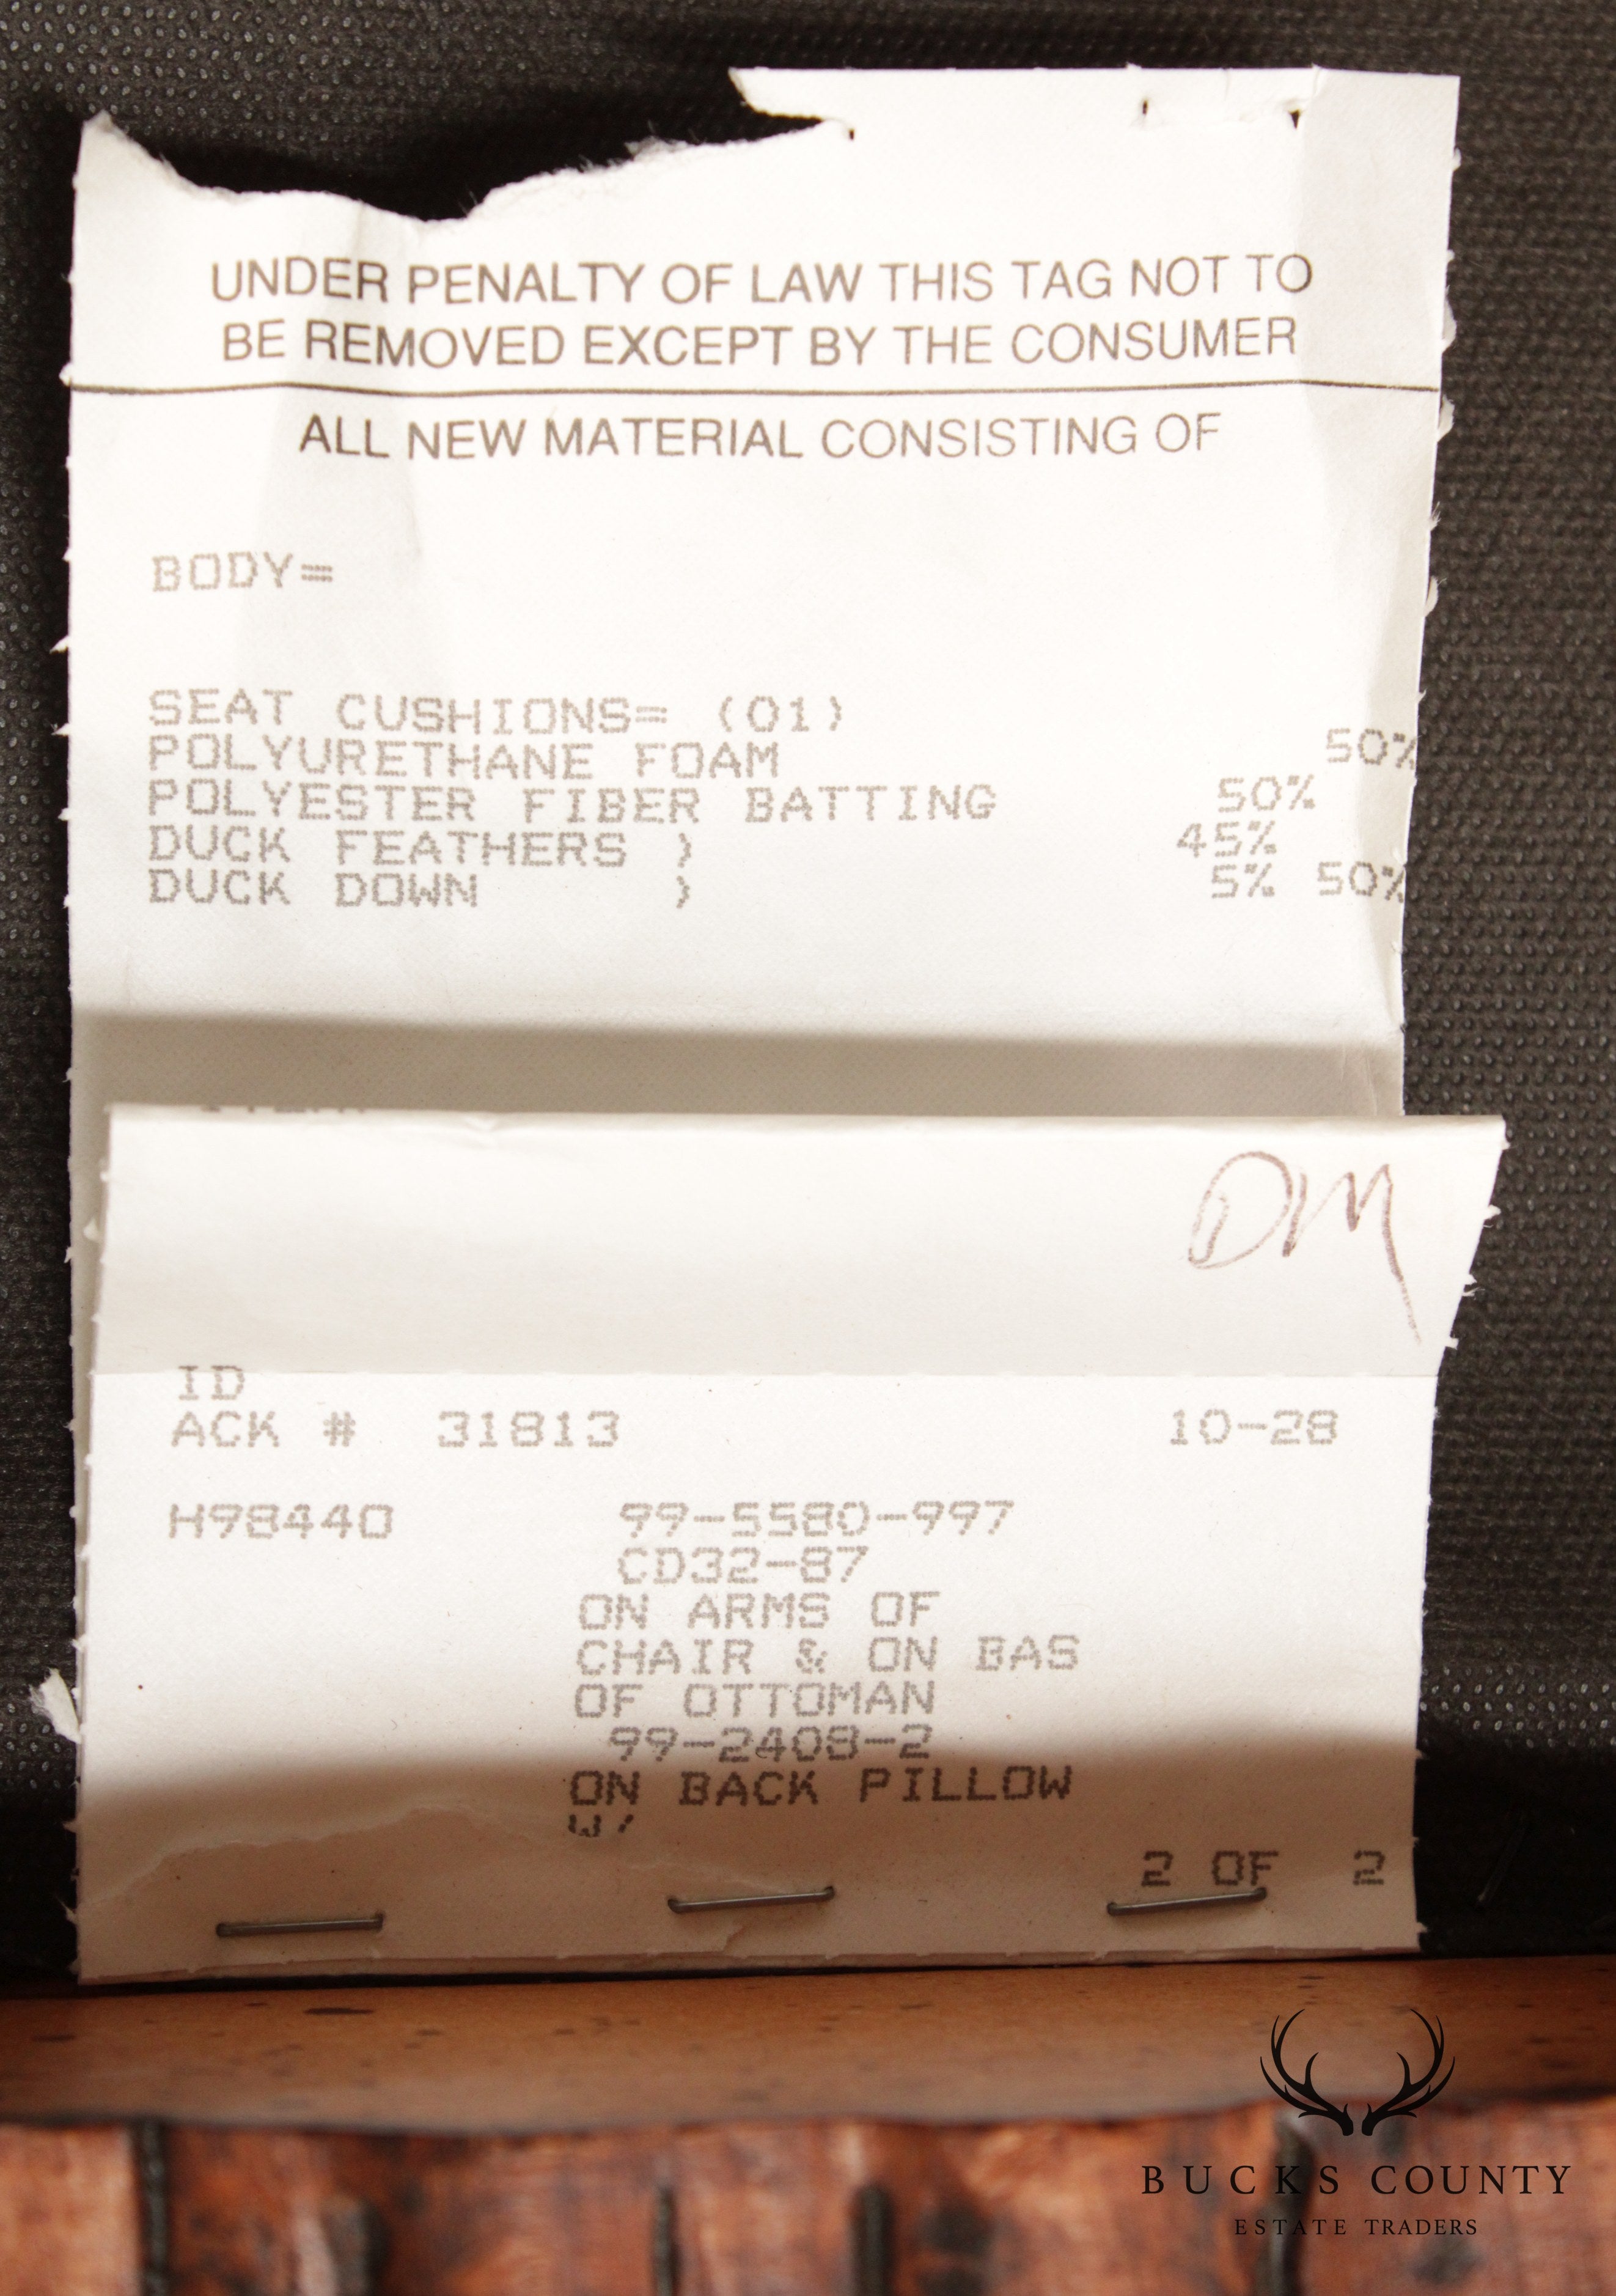 UNDER PENALTY OF LAW THIS TAG NOT TO
BE REMOVED EXCEPT BY THE CONSUMER
ALL NEW MATERIAL CONSISTING OF
BODY=
SEAT CUSHIONS= (01)
POLYURETHANE FOAM 50%
POLYESTER FIBER BATTING 50%
DUCK FEATHERS ) 45%
DUCK DOWN ) 5% 50%
DM
ID
ACK # 31813 10-28
H98440 99-5580-997
CD32-87
ON ARMS OF
CHAIR & ON BAS
OF OTTOMAN
99-2408-2
ON BACK PILLOW
W/
2 OF 2
BUCKS COUNTY
ESTATE TRADERS